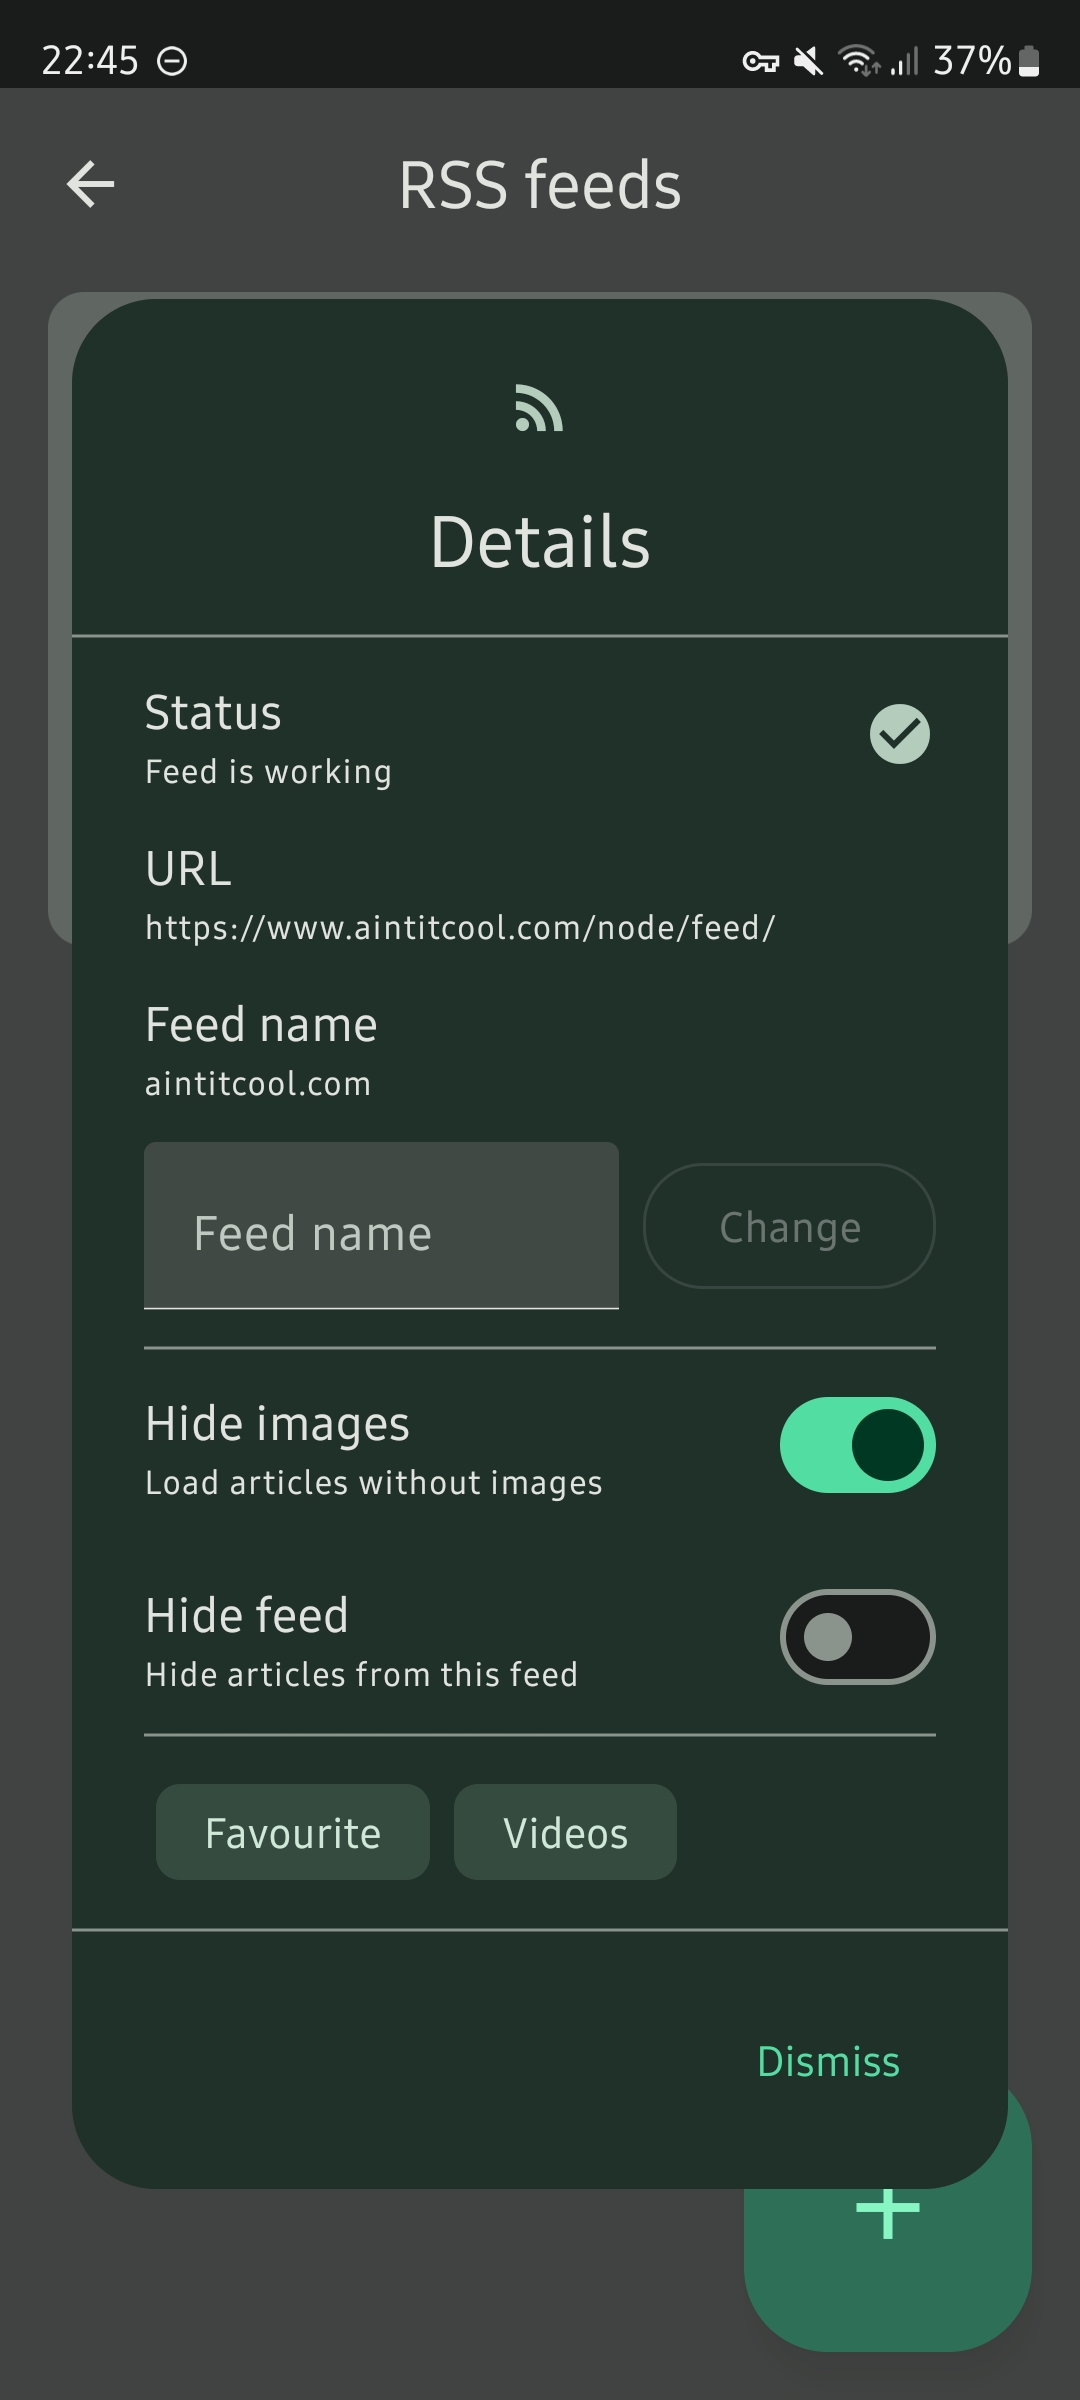 22:45
37%
RSS feeds
Details
Status
Feed is working
URL
https://www.aintitcool.com/node/feed/
Feed name
aintitcool.com
Feed name
Change
Hide images
Load articles without images
Hide feed
Hide articles from this feed
Favourite Videos
Dismiss